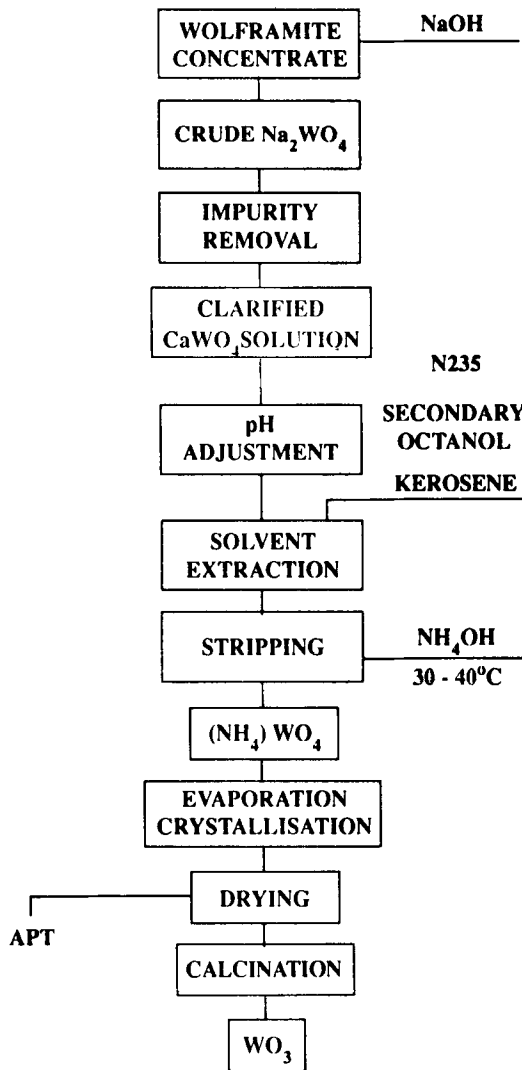 WOLFRAMITE
CONCENTRATE
NaOH
CRUDE Na₂WO₄
IMPURITY
REMOVAL
CLARIFIED
CaWO₄SOLUTION
N235
pH
ADJUSTMENT
SECONDARY
OCTANOL
KEROSENE
SOLVENT
EXTRACTION
STRIPPING
NH₄OH
30 - 40°C
(NH₄) WO₄
EVAPORATION
CRYSTALLISATION
DRYING
APT
CALCINATION
WO₃